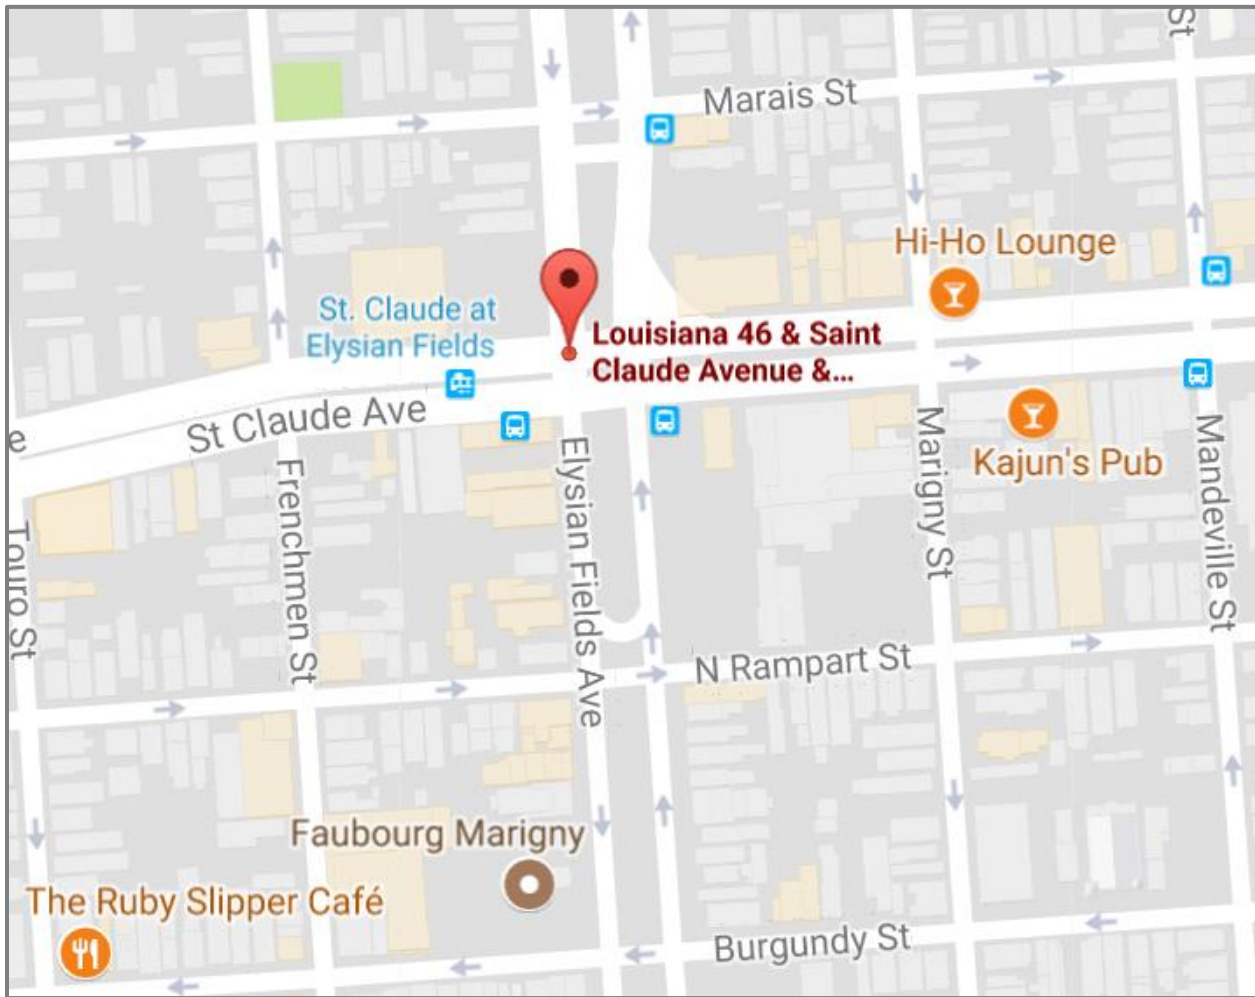 St
Marais St
Hi-Ho Lounge
St. Claude at
Elysian Fields
Louisiana 46 & Saint
Claude Avenue &...
e
St Claude Ave
Kajun's Pub
Touro St
Frenchmen St
Elysian Fields Ave
Marigny St
Mandeville St
N Rampart St
Faubourg Marigny
The Ruby Slipper Café
Burgundy St